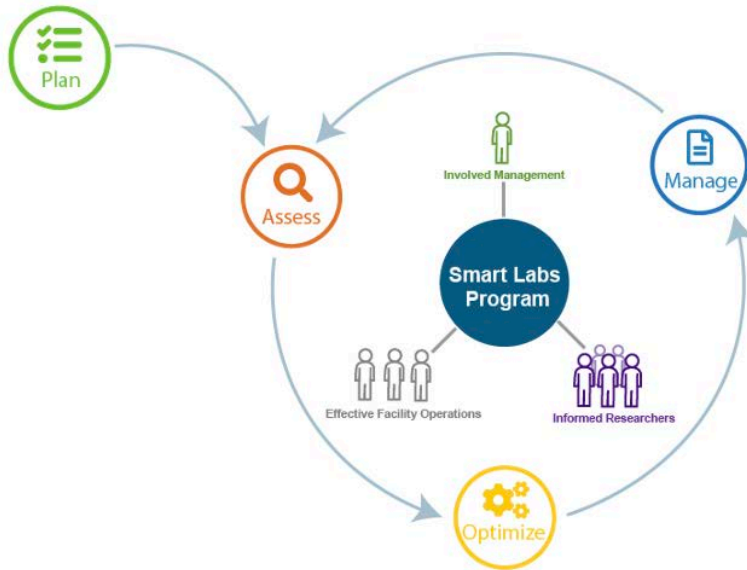 Plan
Assess
Manage
Involved Management
Smart Labs
Program
Effective Facility Operations
Informed Researchers
Optimize